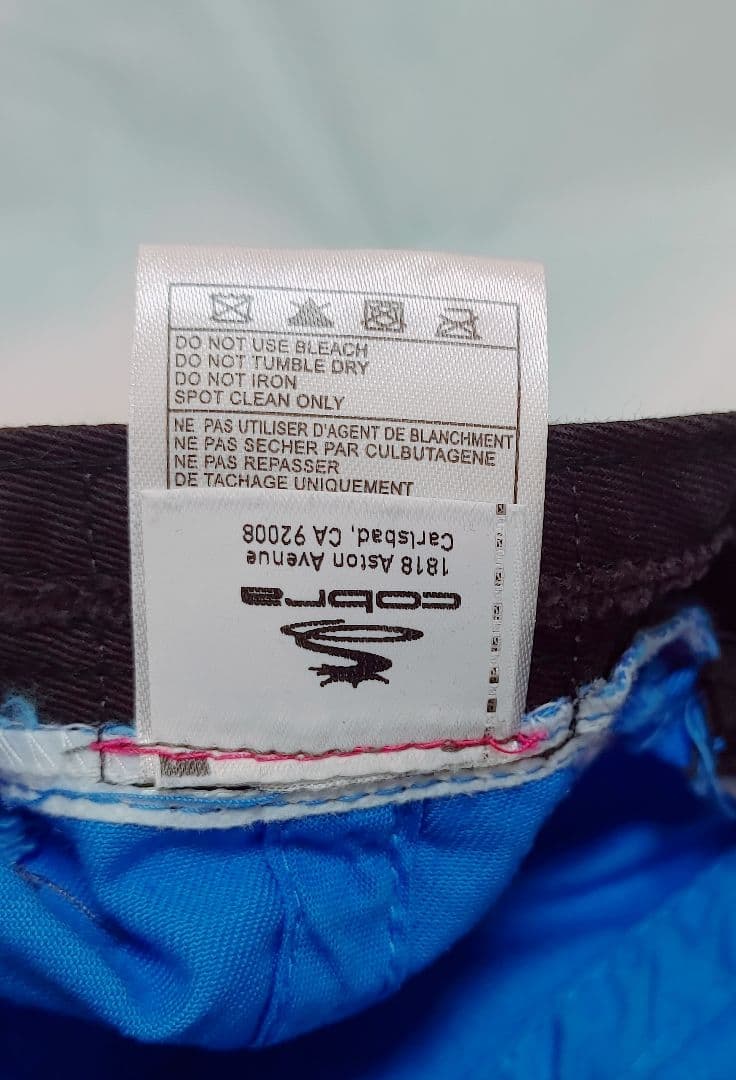 DO NOT USE BLEACH
DO NOT TUMBLE DRY
DO NOT IRON
SPOT CLEAN ONLY
NE PAS UTILISER D'AGENT DE BLANCHMENT
NE PAS SECHER PAR CULBUTAGENE
NE PAS REPASSER
DE TACHAGE UNIQUEMENT
cobra
1818 Aston Avenue
Carlsbad, CA 92008